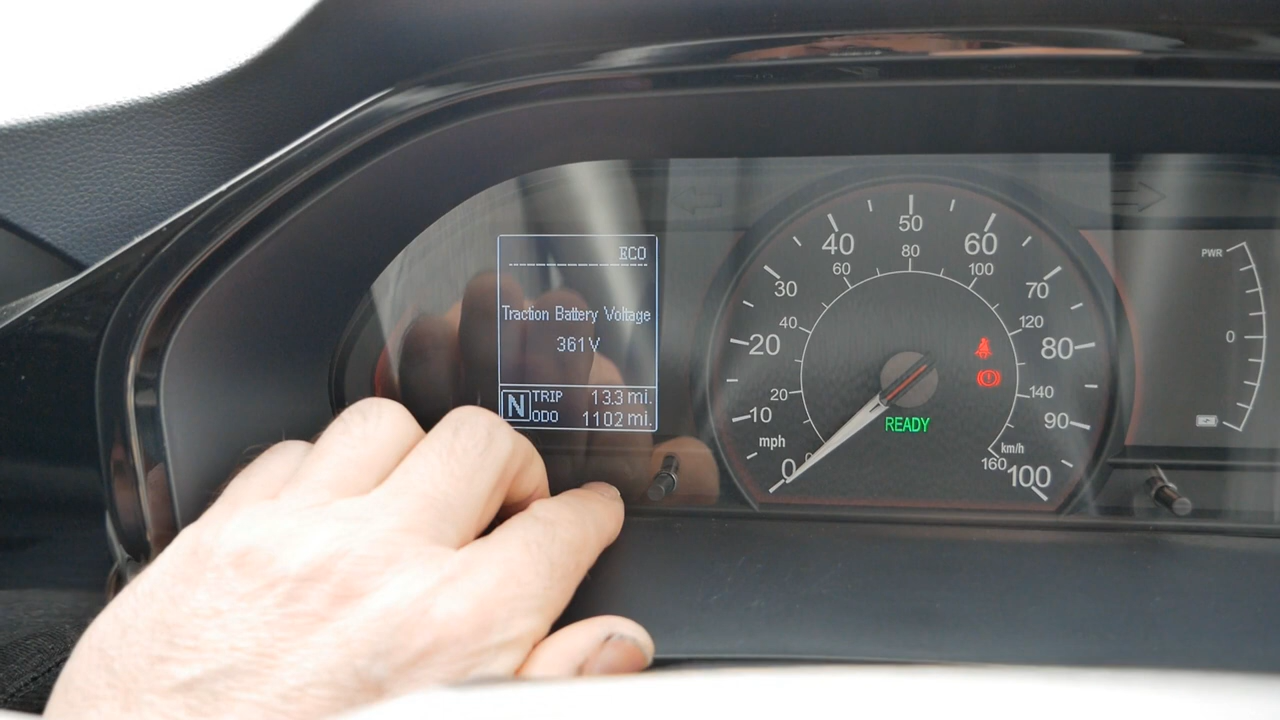 ECO
Traction Battery Voltage
361 V
N
TRIP 13.3 mi.
ODO 1102 mi.
0
10
20
30
40
50
60
70
80
90
100
mph
0
20
40
60
80
100
120
140
160
km/h
READY
PWR
0